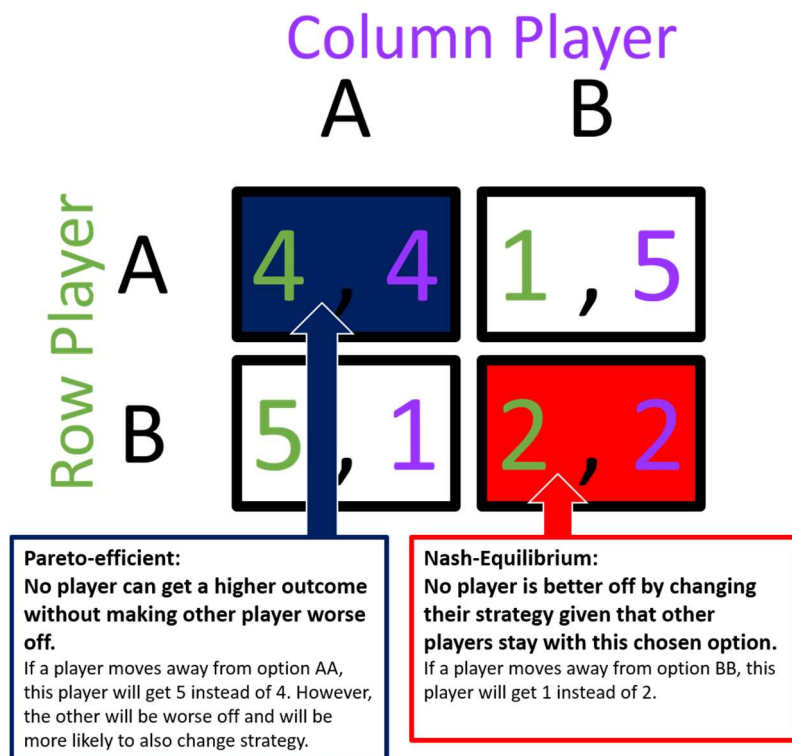 Column Player
A B
Row Player
A 4 , 4 1 , 5
B 5 , 1 2 , 2
Pareto-efficient:
No player can get a higher outcome
without making other player worse
off.
If a player moves away from option AA,
this player will get 5 instead of 4. However,
the other will be worse off and will be
more likely to also change strategy.
Nash-Equilibrium:
No player is better off by changing
their strategy given that other
players stay with this chosen option.
If a player moves away from option BB, this
player will get 1 instead of 2.